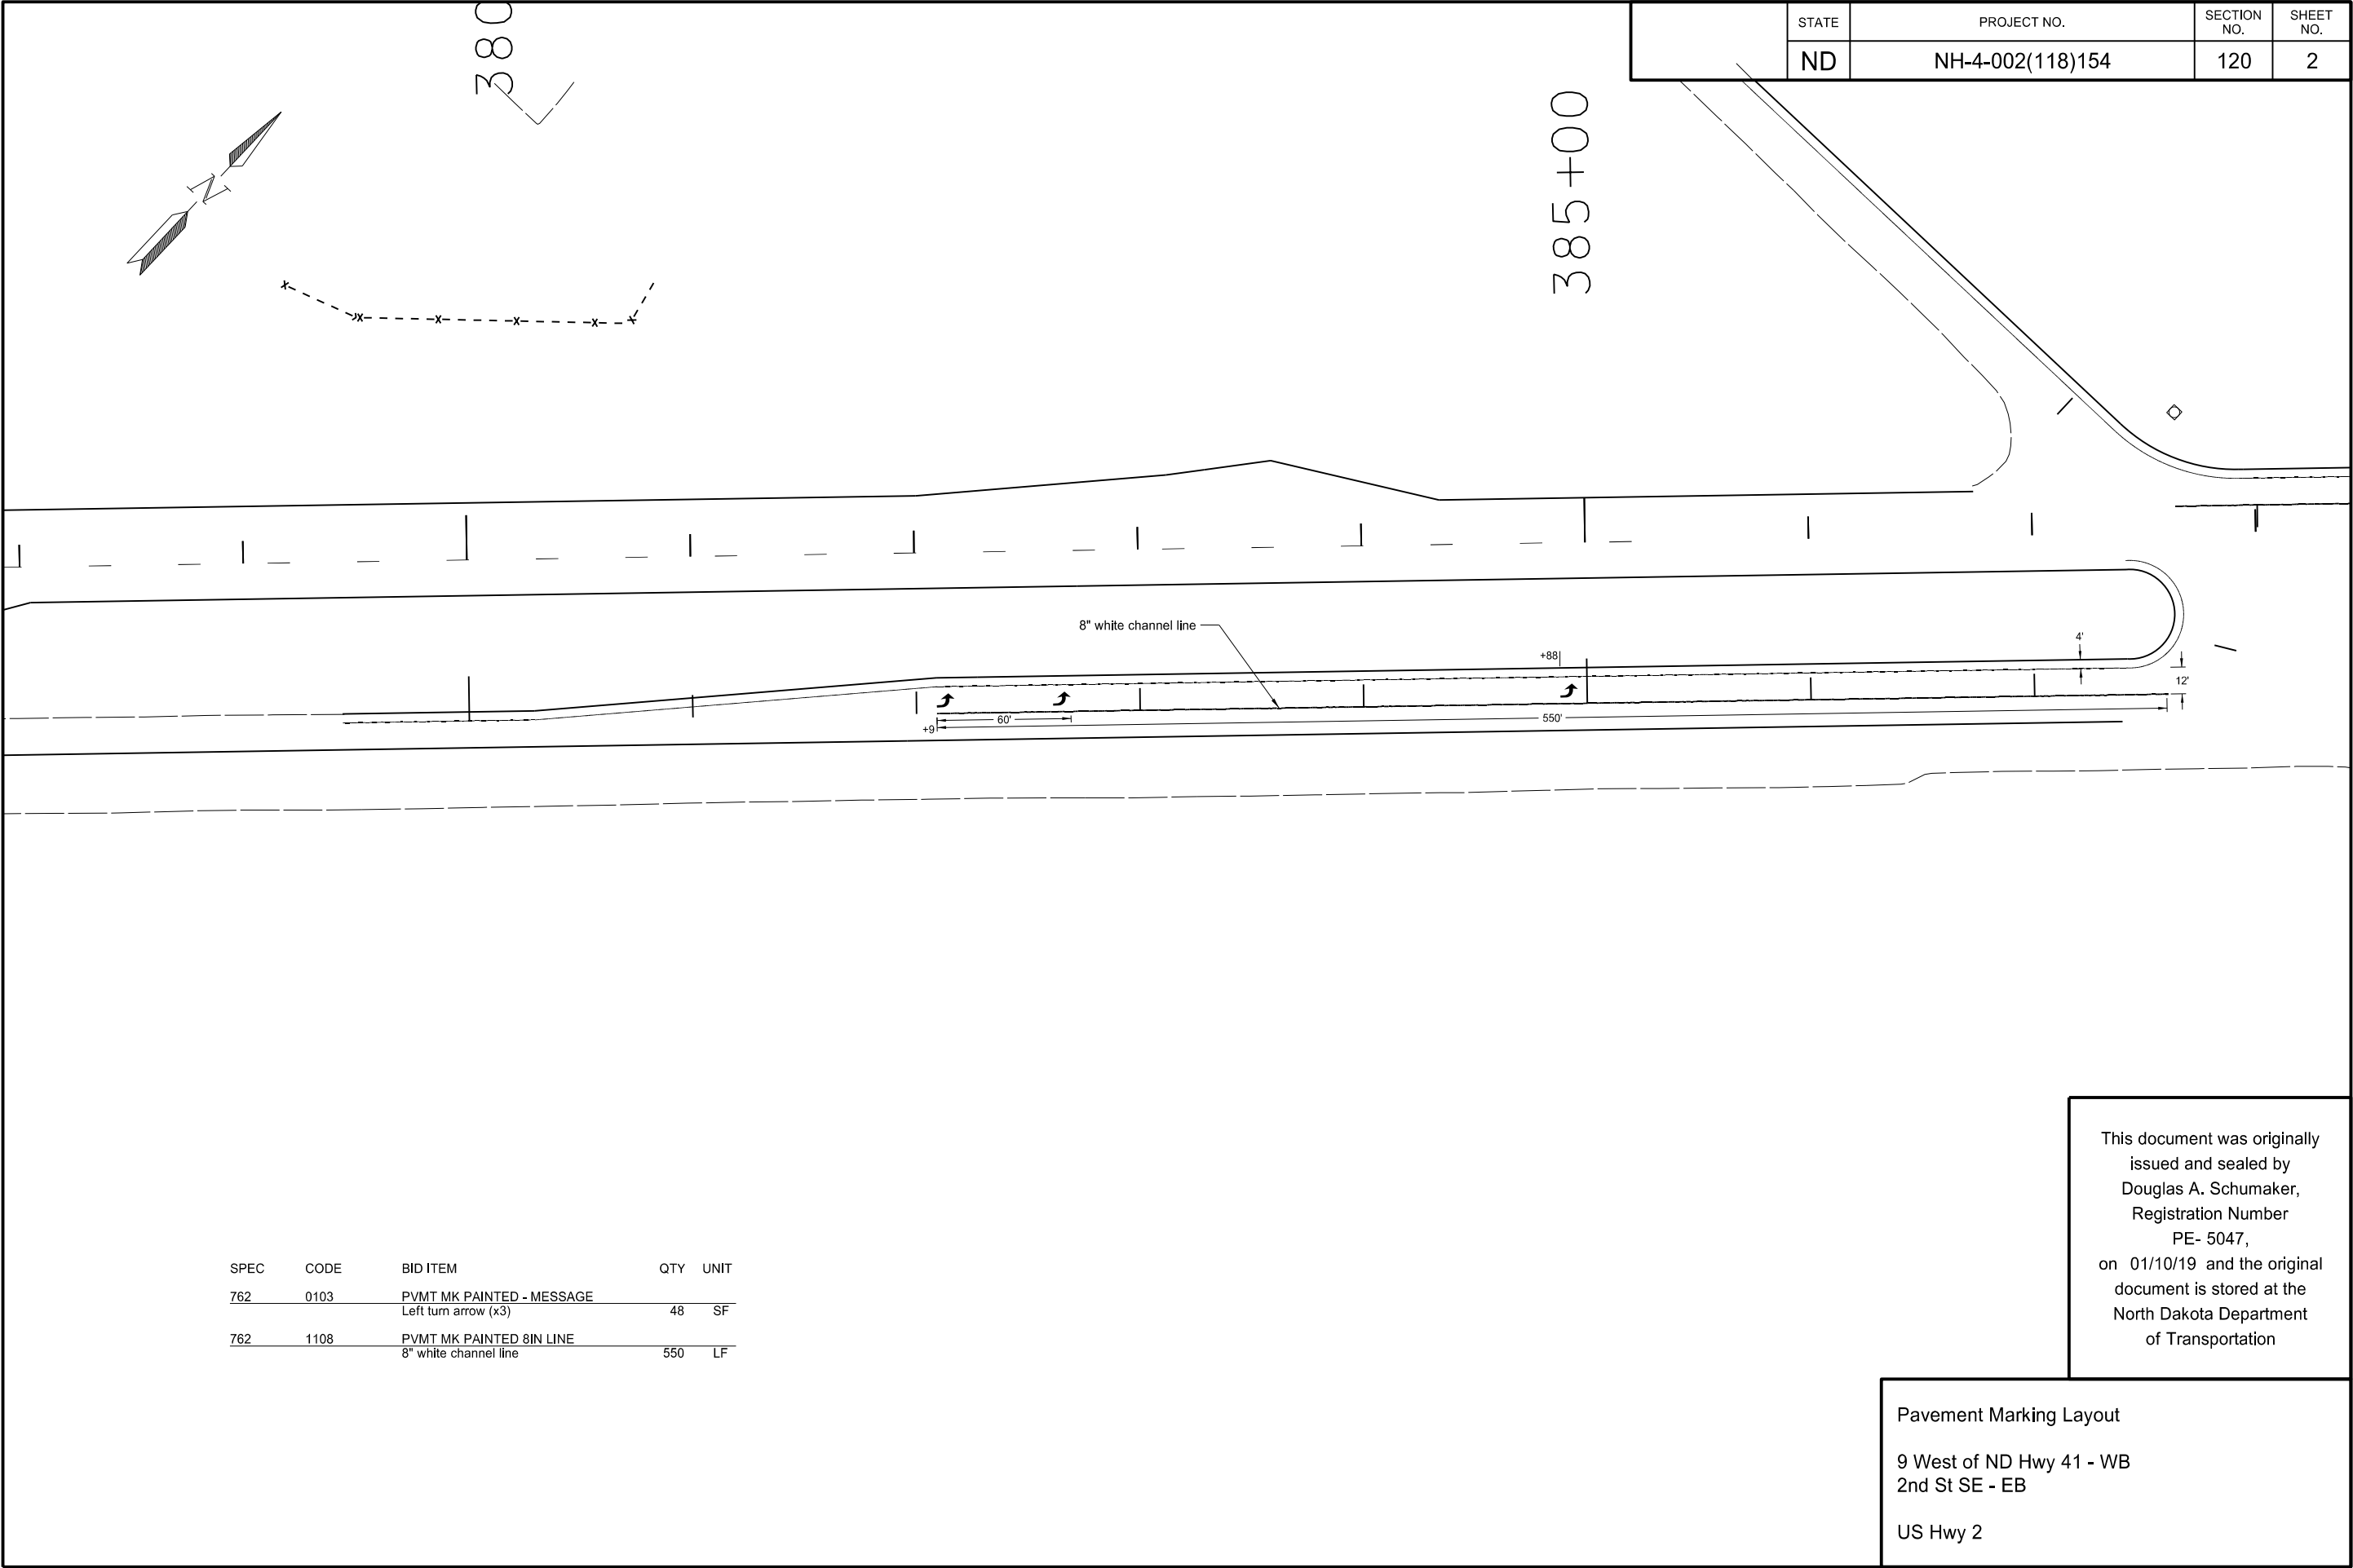 STATE
PROJECT NO.
SECTION NO.
SHEET NO.
ND
NH-4-002(118)154
120
2
380
385+00
N
8" white channel line
+88
4'
12'
60'
550'
+9
SPEC CODE BID ITEM QTY UNIT
762 0103 PVMT MK PAINTED - MESSAGE
Left turn arrow (x3) 48 SF
762 1108 PVMT MK PAINTED 8IN LINE
8" white channel line 550 LF
This document was originally
issued and sealed by
Douglas A. Schumaker,
Registration Number
PE- 5047,
on 01/10/19 and the original
document is stored at the
North Dakota Department
of Transportation
Pavement Marking Layout
9 West of ND Hwy 41 - WB
2nd St SE - EB
US Hwy 2